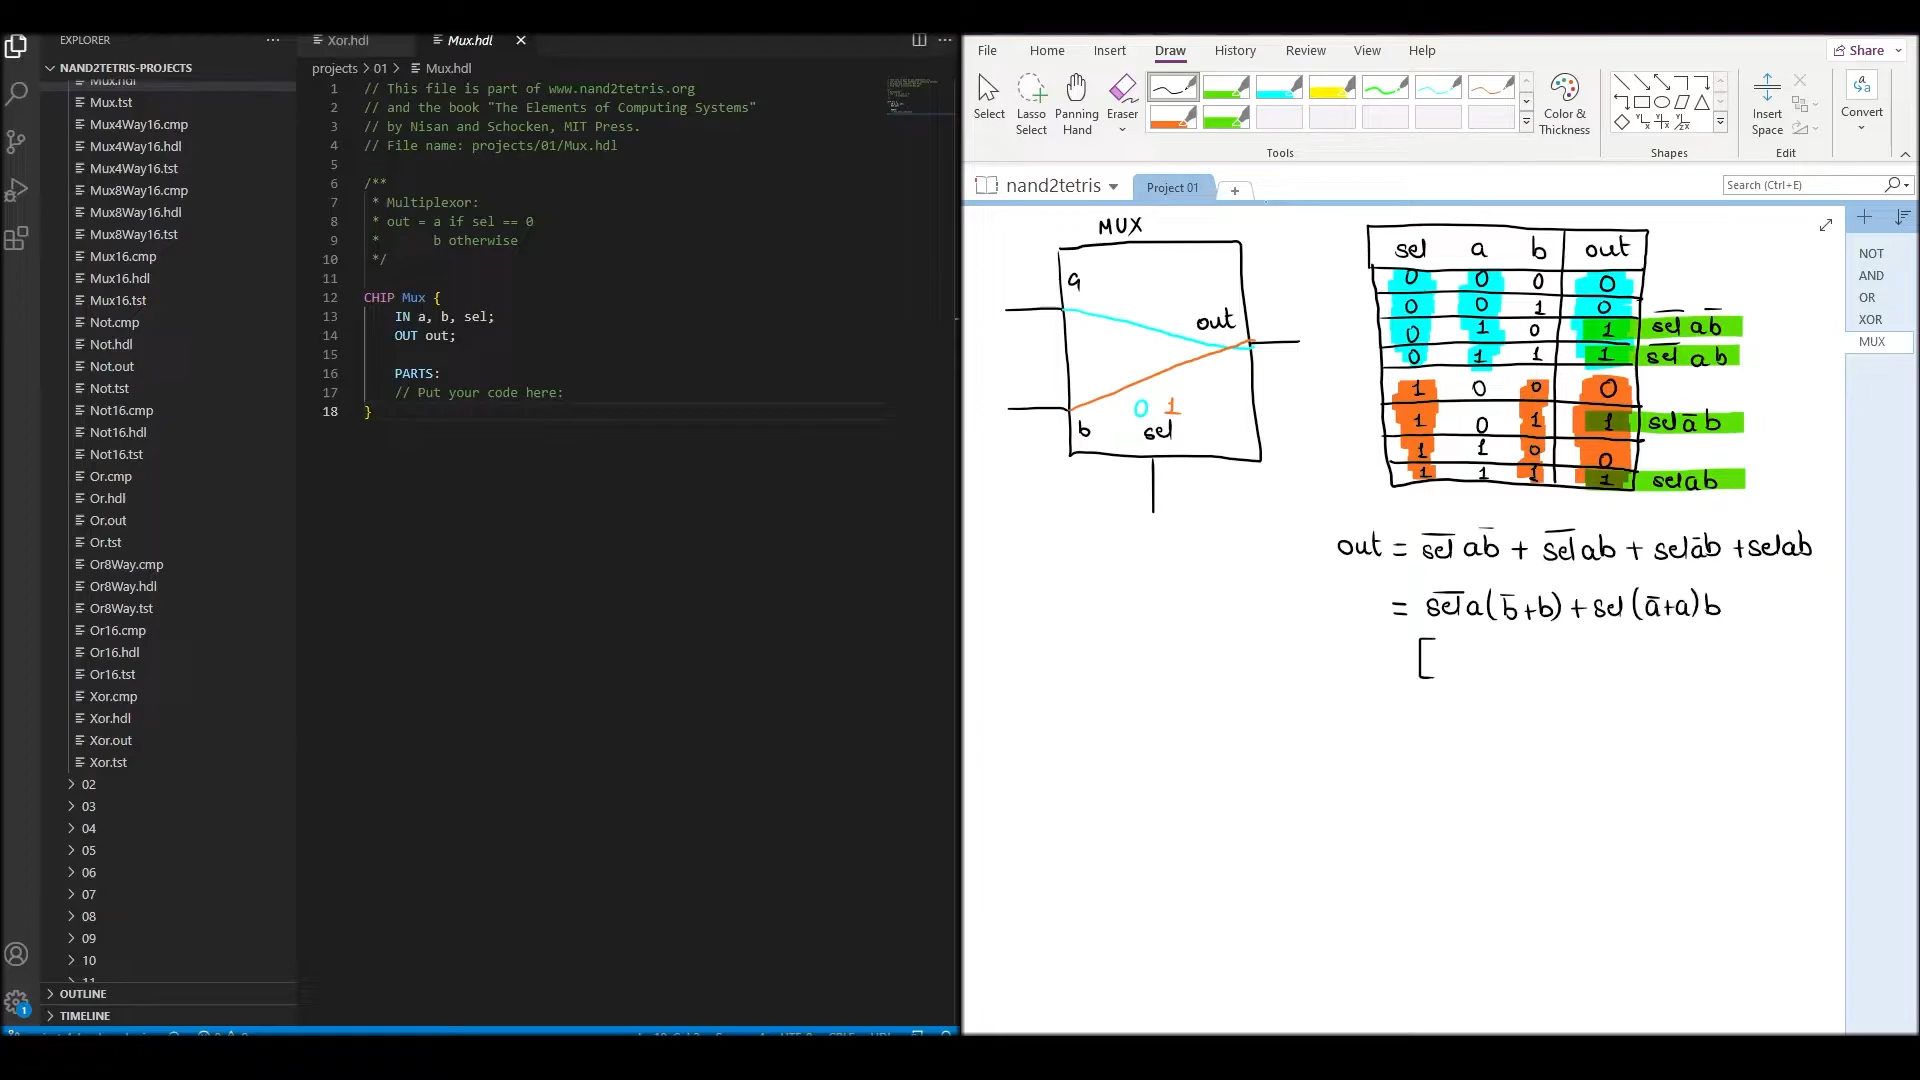 EXPLORER
NAND2TETRIS-PROJECTS
Mux.hdl
Mux.tst
Mux4Way16.cmp
Mux4Way16.hdl
Mux4Way16.tst
Mux8Way16.cmp
Mux8Way16.hdl
Mux8Way16.tst
Mux16.cmp
Mux16.hdl
Mux16.tst
Not.cmp
Not.hdl
Not.out
Not.tst
Not16.cmp
Not16.hdl
Not16.tst
Or.cmp
Or.hdl
Or.out
Or.tst
Or8Way.cmp
Or8Way.hdl
Or8Way.tst
Or16.cmp
Or16.hdl
Or16.tst
Xor.cmp
Xor.hdl
Xor.out
Xor.tst
02
03
04
05
06
07
08
09
10
11
OUTLINE
TIMELINE
1
Xor.hdl Mux.hdl
projects > 01 > Mux.hdl
1 // This file is part of www.nand2tetris.org
2 // and the book "The Elements of Computing Systems"
3 // by Nisan and Schocken, MIT Press.
4 // File name: projects/01/Mux.hdl
5
6 /**
7 * Multiplexor:
8 * out = a if sel == 0
9 * b otherwise
10 */
11
12 CHIP Mux {
13 IN a, b, sel;
14 OUT out;
15
16 PARTS:
17 // Put your code here:
18 }
File Home Insert Draw History Review View Help Share
Select
Lasso Select
Panning Hand
Eraser
Color & Thickness
Insert Space
Convert
Tools Shapes Edit
nand2tetris Project 01 Search (Ctrl+E)
NOT
AND
OR
XOR
MUX
MUX
a
out
0 1
b sel
sel a b out
0 0 0 0
0 0 1 0
0 1 0 1 s̅e̅l̅ a b̅
0 1 1 1 s̅e̅l̅ a b
1 0 0 0
1 0 1 1 sel a̅ b
1 1 0 0
1 1 1 1 sel a b
out = s̅e̅l̅ a b̅ + s̅e̅l̅ a b + sel a̅ b + sel a b
= s̅e̅l̅ a (b̅+b) + sel (a̅+a) b
[